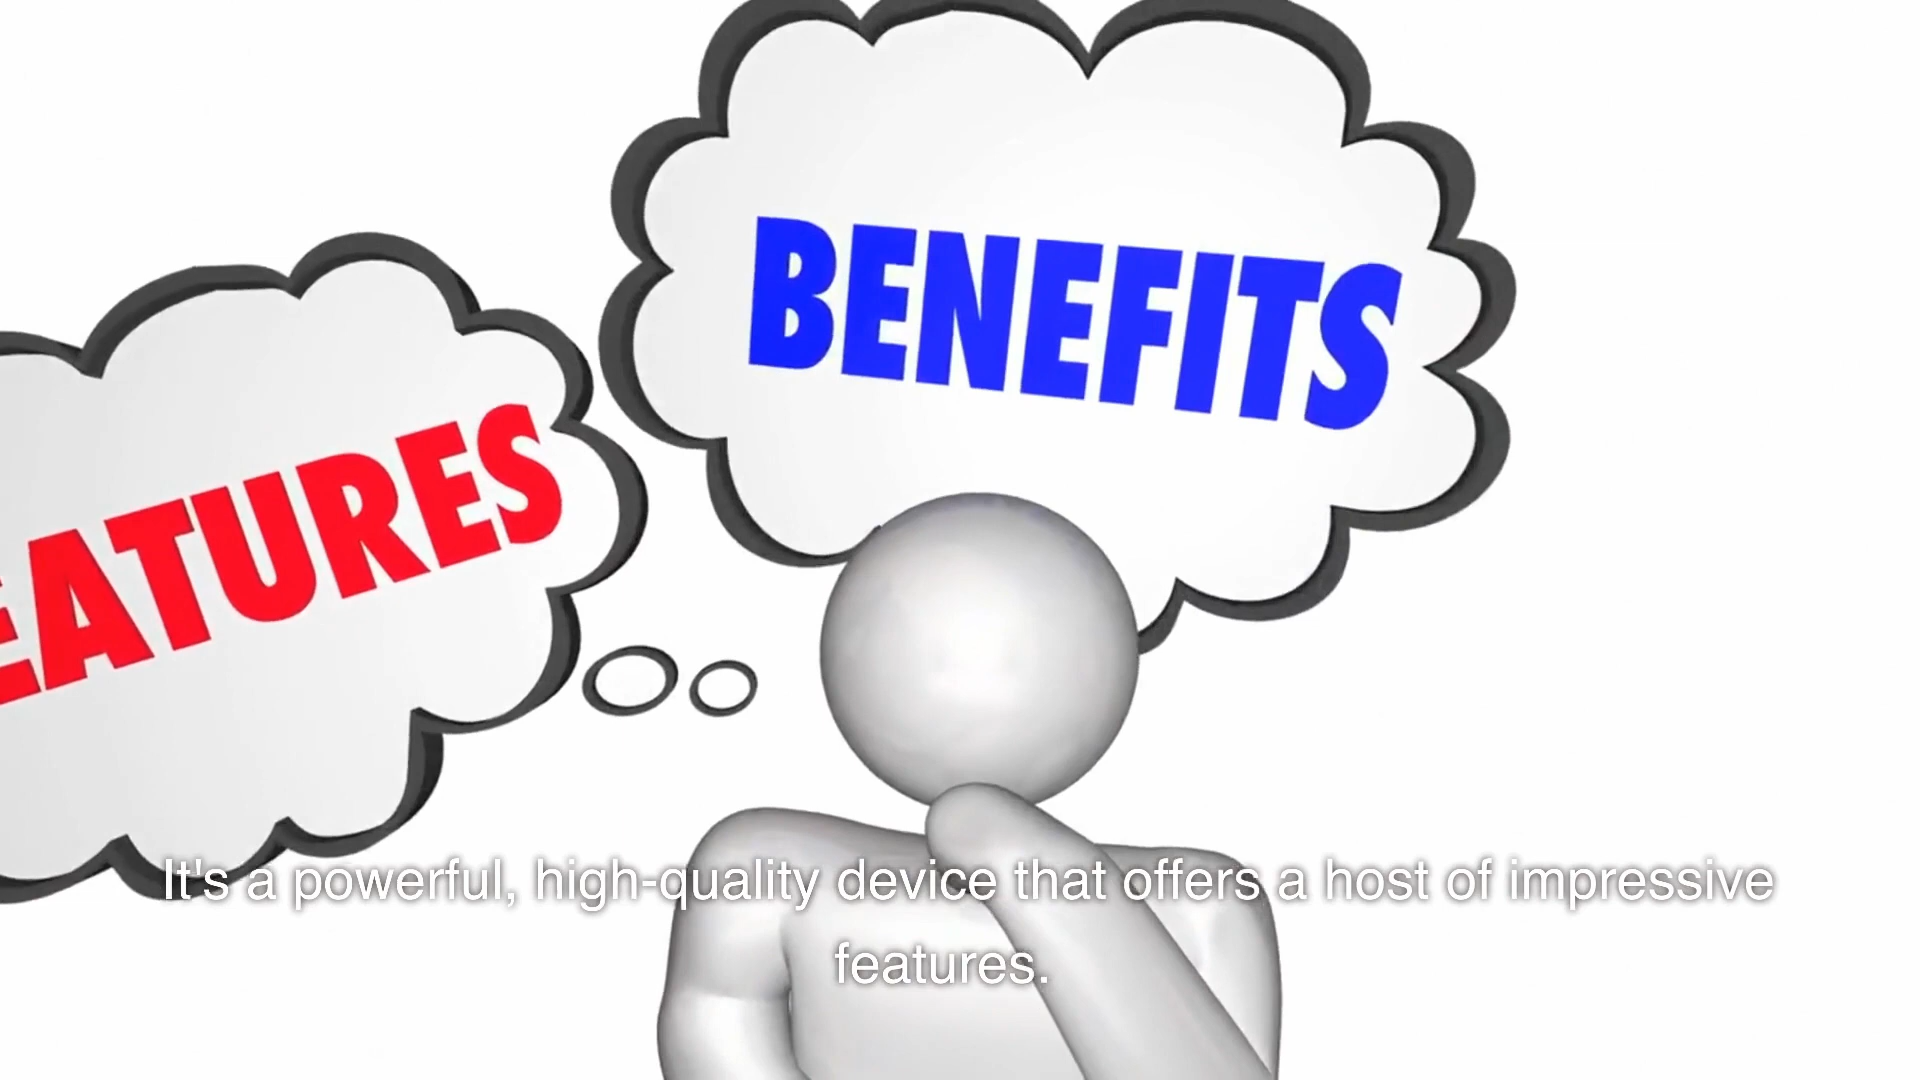 BENEFITS
EATURES
It's a powerful, high-quality device that offers a host of impressive
features.